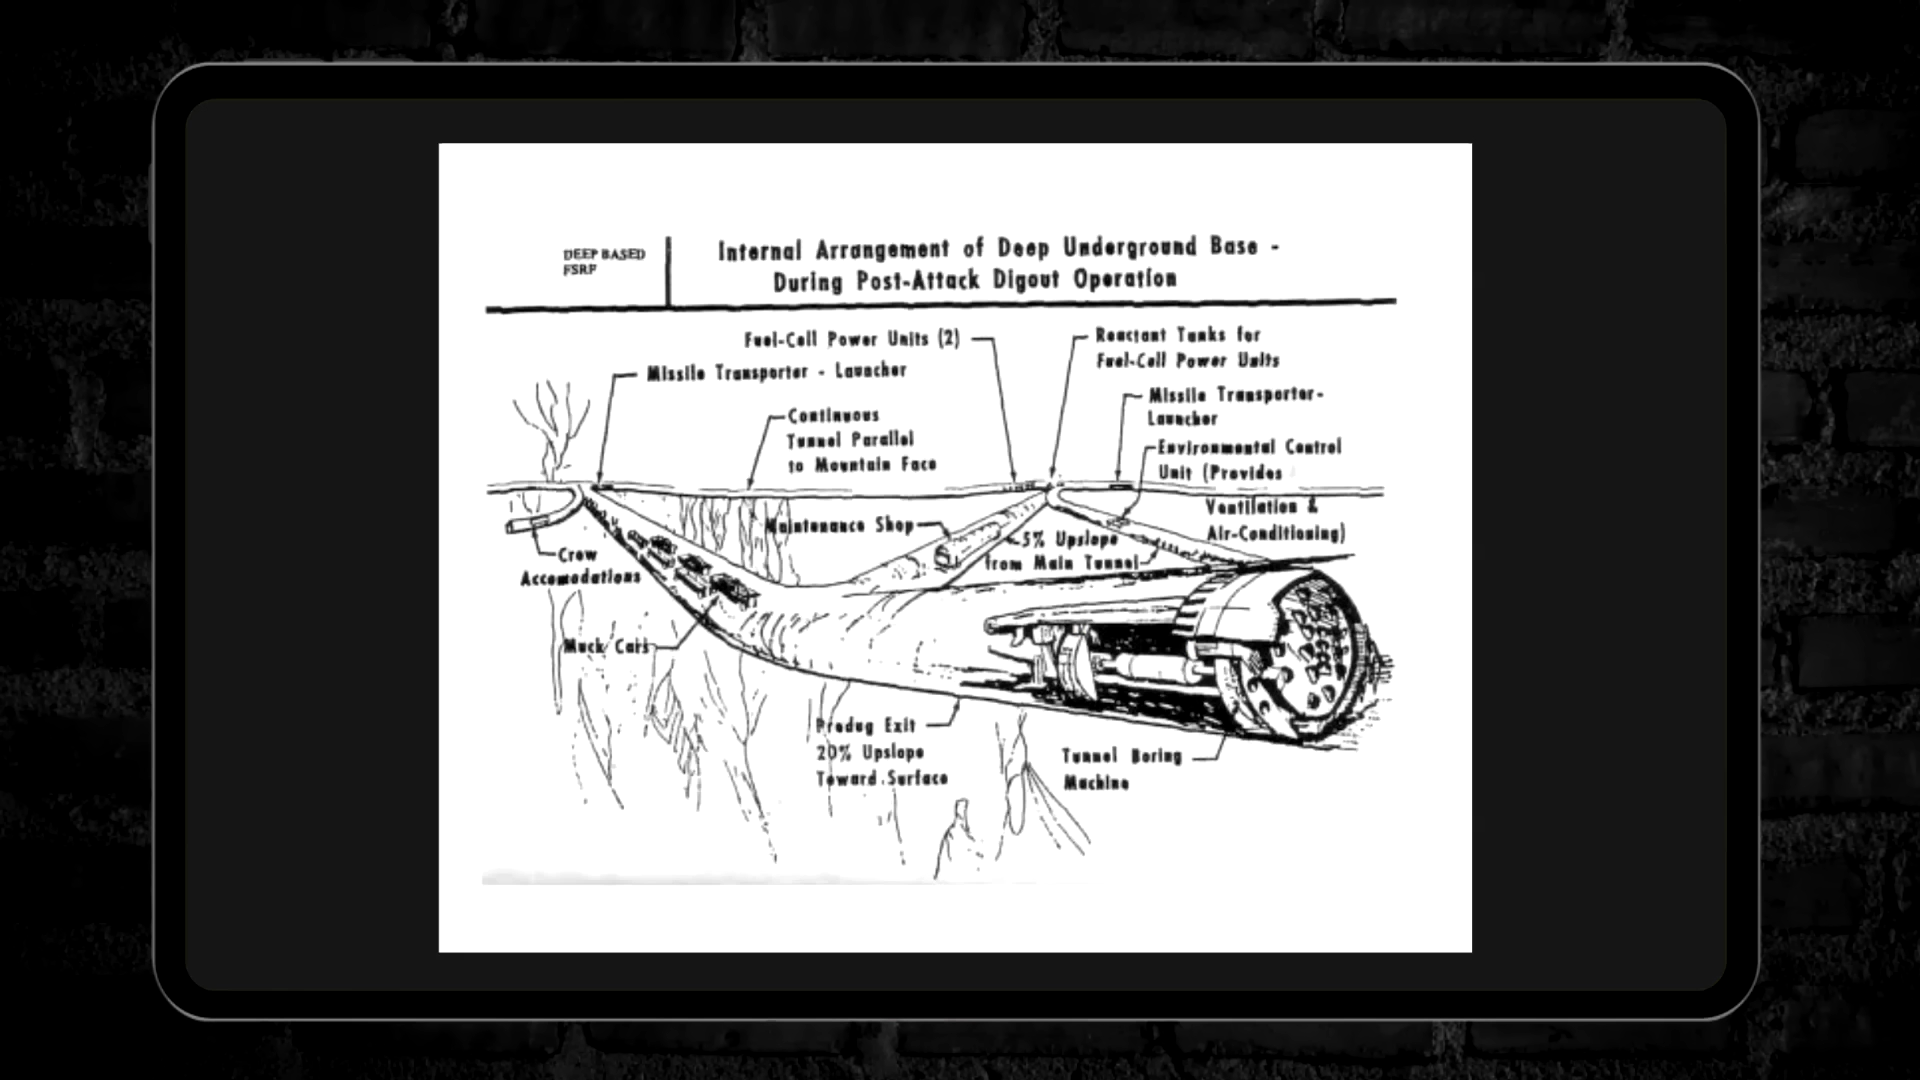 DEEP BASED
FSRF
Internal Arrangement of Deep Underground Base -
During Post-Attack Digout Operation
Fuel-Cell Power Units (2)
Reactant Tanks for
Fuel-Cell Power Units
Missile Transporter - Launcher
Missile Transporter-
Launcher
Continuous
Tunnel Parallel
to Mountain Face
Environmental Control
Unit (Provides
Ventilation &
Air-Conditioning)
Maintenance Shop
5% Upslope
from Main Tunnel
Crew
Accomodations
Muck Cars
Predug Exit
20% Upslope
Toward Surface
Tunnel Boring
Machine